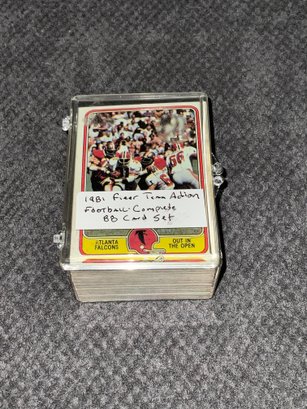 1981 Fleer Team Action
Football-Complete
88 Card Set
ATLANTA
FALCONS
OUT IN
THE OPEN